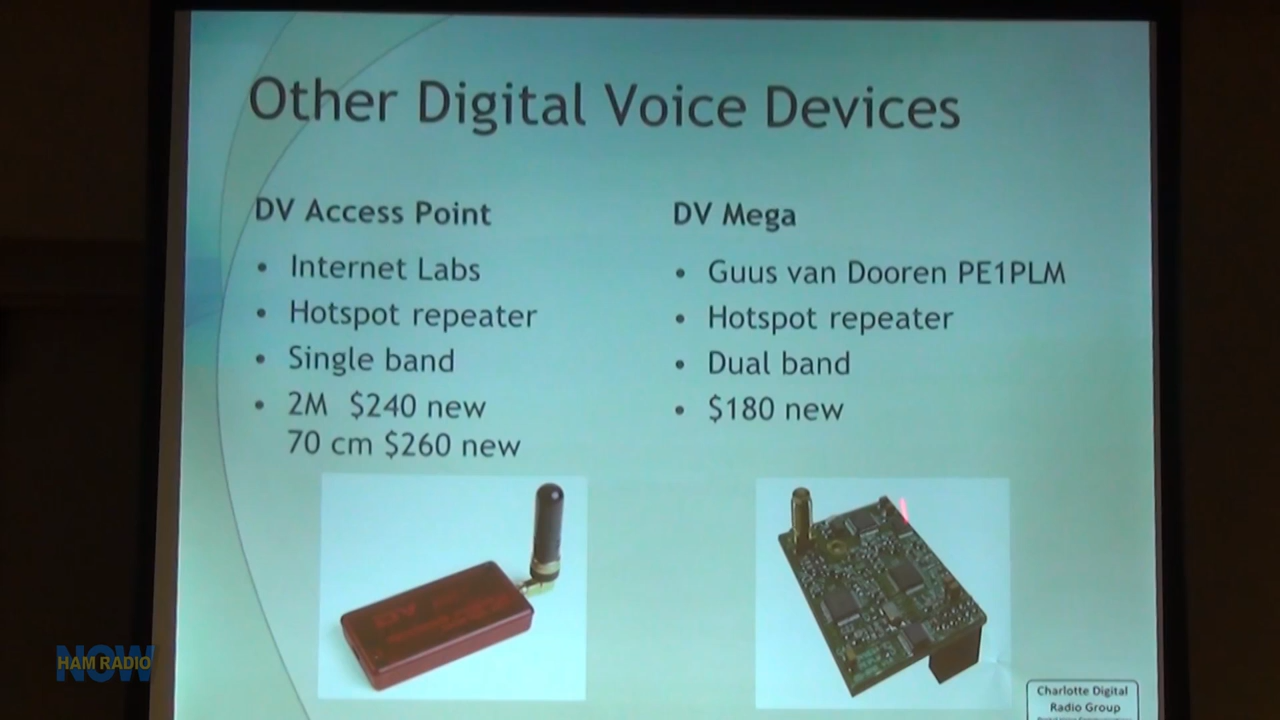 Other Digital Voice Devices
DV Access Point
• Internet Labs
• Hotspot repeater
• Single band
• 2M $240 new
70 cm $260 new
DV Mega
• Guus van Dooren PE1PLM
• Hotspot repeater
• Dual band
• $180 new
DV
NOW
HAM RADIO
Charlotte Digital
Radio Group